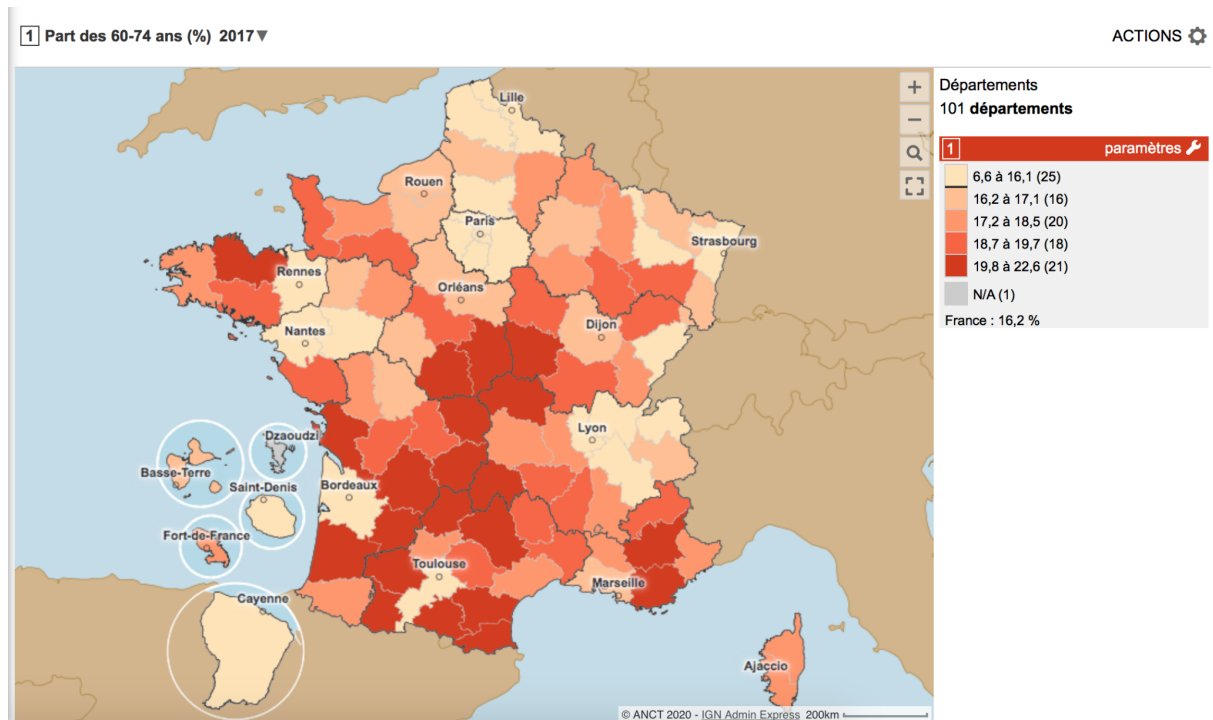 1 Part des 60-74 ans (%) 2017▼
ACTIONS
Lille
Rouen
Paris
Strasbourg
Rennes
Orléans
Dijon
Nantes
Lyon
Dzaoudzi
Basse-Terre
Saint-Denis
Bordeaux
Fort-de-France
Toulouse
Marseille
Cayenne
Ajaccio
+
−
© ANCT 2020 - IGN Admin Express 200km
Départements
101 départements
1 paramètres
6,6 à 16,1 (25)
16,2 à 17,1 (16)
17,2 à 18,5 (20)
18,7 à 19,7 (18)
19,8 à 22,6 (21)
N/A (1)
France : 16,2 %